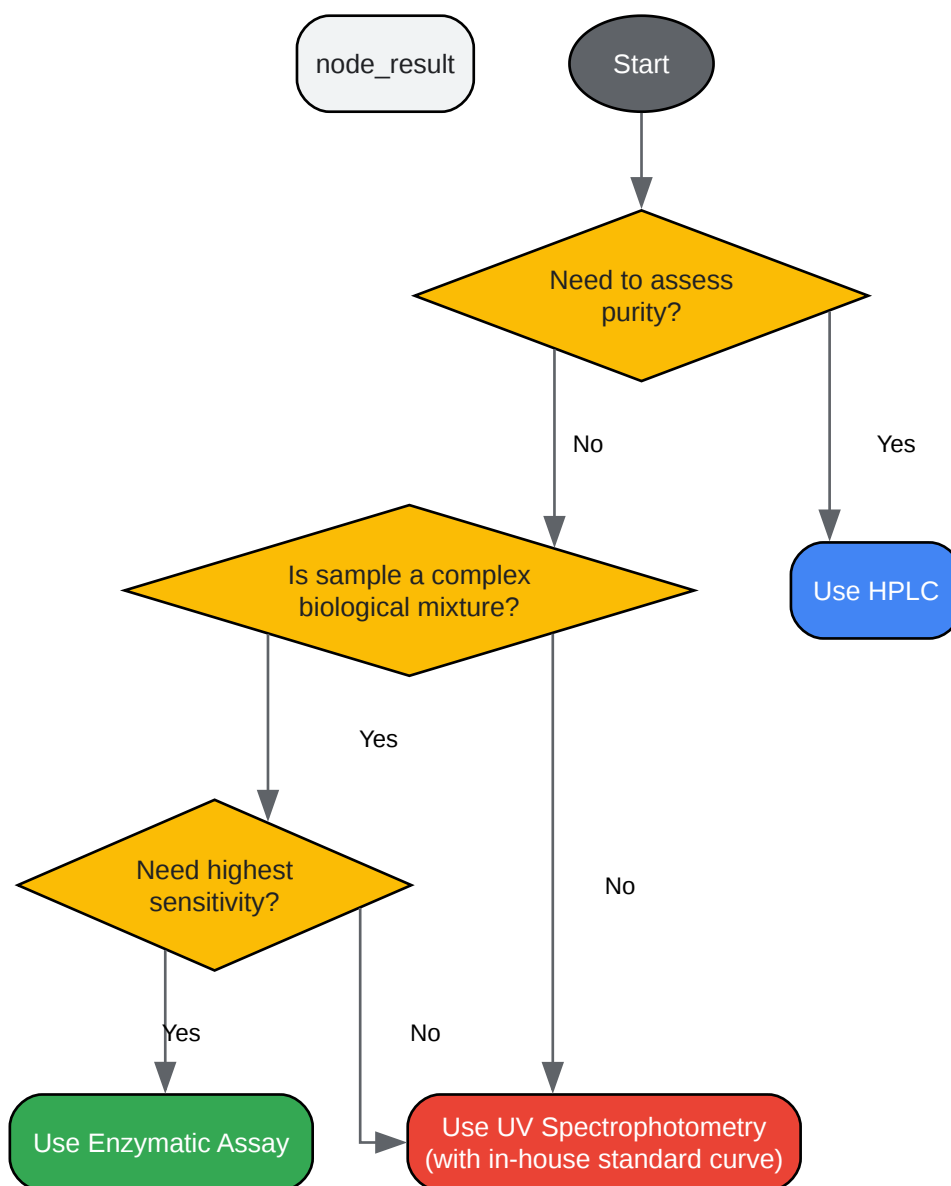 node_result
Start
Need to assess
purity?
No
Yes
Is sample a complex
biological mixture?
Use HPLC
Yes
Need highest
sensitivity?
No
Yes
No
Use Enzymatic Assay
Use UV Spectrophotometry
(with in-house standard curve)